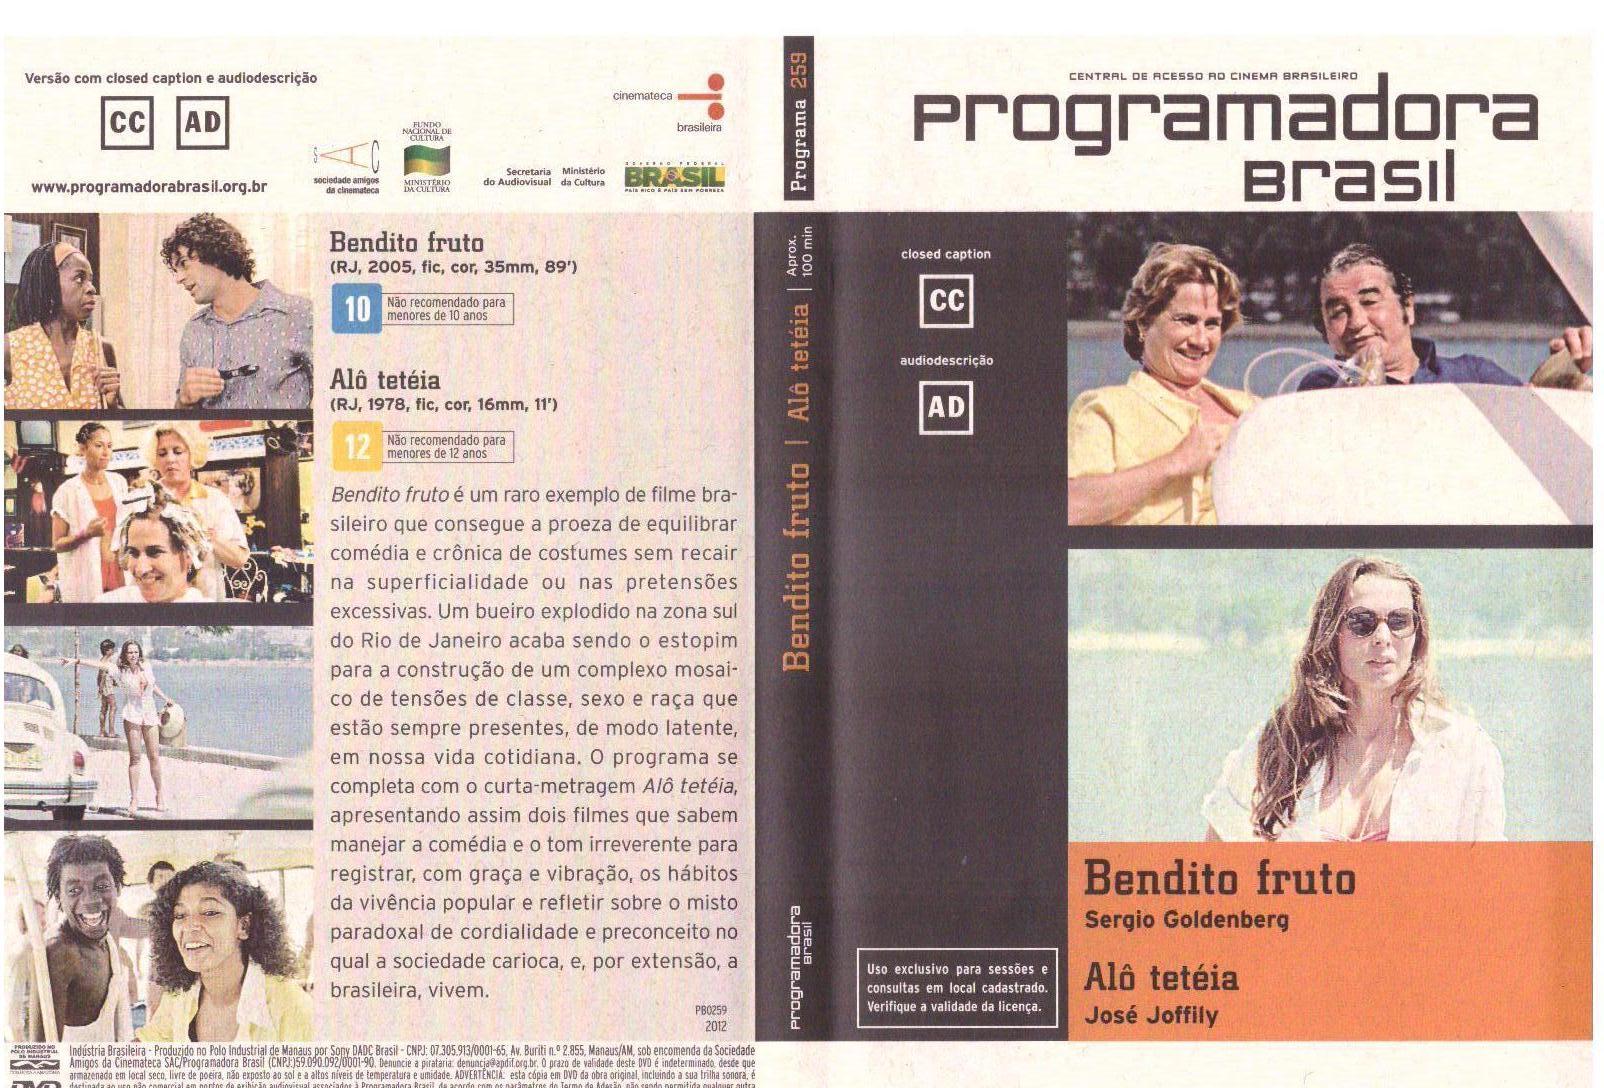 Versão com closed caption e audiodescrição
CC AD
www.programadorabrasil.org.br
SAC
sociedade amigos
da cinemateca
FUNDO
NACIONAL DE
CULTURA
MINISTÉRIO
DA CULTURA
Secretaria
do Audiovisual
Ministério
da Cultura
cinemateca
brasileira
GOVERNO FEDERAL
BRASIL
PAÍS RICO É PAÍS SEM POBREZA
Bendito fruto
(RJ, 2005, fic, cor, 35mm, 89')
10 Não recomendado para
menores de 10 anos
Alô tetéia
(RJ, 1978, fic, cor, 16mm, 11')
12 Não recomendado para
menores de 12 anos
Bendito fruto é um raro exemplo de filme bra-
sileiro que consegue a proeza de equilibrar
comédia e crônica de costumes sem recair
na superficialidade ou nas pretensões
excessivas. Um bueiro explodido na zona sul
do Rio de Janeiro acaba sendo o estopim
para a construção de um complexo mosai-
co de tensões de classe, sexo e raça que
estão sempre presentes, de modo latente,
em nossa vida cotidiana. O programa se
completa com o curta-metragem Alô tetéia,
apresentando assim dois filmes que sabem
manejar a comédia e o tom irreverente para
registrar, com graça e vibração, os hábitos
da vivência popular e refletir sobre o misto
paradoxal de cordialidade e preconceito no
qual a sociedade carioca, e, por extensão, a
brasileira, vivem.
PB0259
2012
PRODUZIDO NO
POLO INDUSTRIAL
DE MANAUS
Indústria Brasileira - Produzido no Polo Industrial de Manaus por Sony DADC Brasil - CNPJ: 07.305.913/0001-65, Av. Buriti n.º 2.855, Manaus/AM, sob encomenda da Sociedade
Amigos da Cinemateca SAC/Programadora Brasil (CNPJ:)59.090.092/0001-90. Denuncie a pirataria: denuncia@apdif.org.br. O prazo de validade deste DVD é indeterminado, desde que
armazenado em local seco, livre de poeira, não exposto ao sol e a altos níveis de temperatura e umidade. ADVERTÊNCIA: esta cópia em DVD da obra original, incluindo a sua trilha sonora, é
destinada ao uso não comercial em pontos de exibição audiovisual associados à Programadora Brasil, de acordo com os parâmetros do Termo de Adesão, não sendo permitida qualquer outra
Programa 259
Aprox.
100 min
Bendito fruto | Alô tetéia
programadora
Brasil
CENTRAL DE ACESSO AO CINEMA BRASILEIRO
programadora
Brasil
closed caption
CC
audiodescrição
AD
Uso exclusivo para sessões e
consultas em local cadastrado.
Verifique a validade da licença.
Bendito fruto
Sergio Goldenberg
Alô tetéia
José Joffily